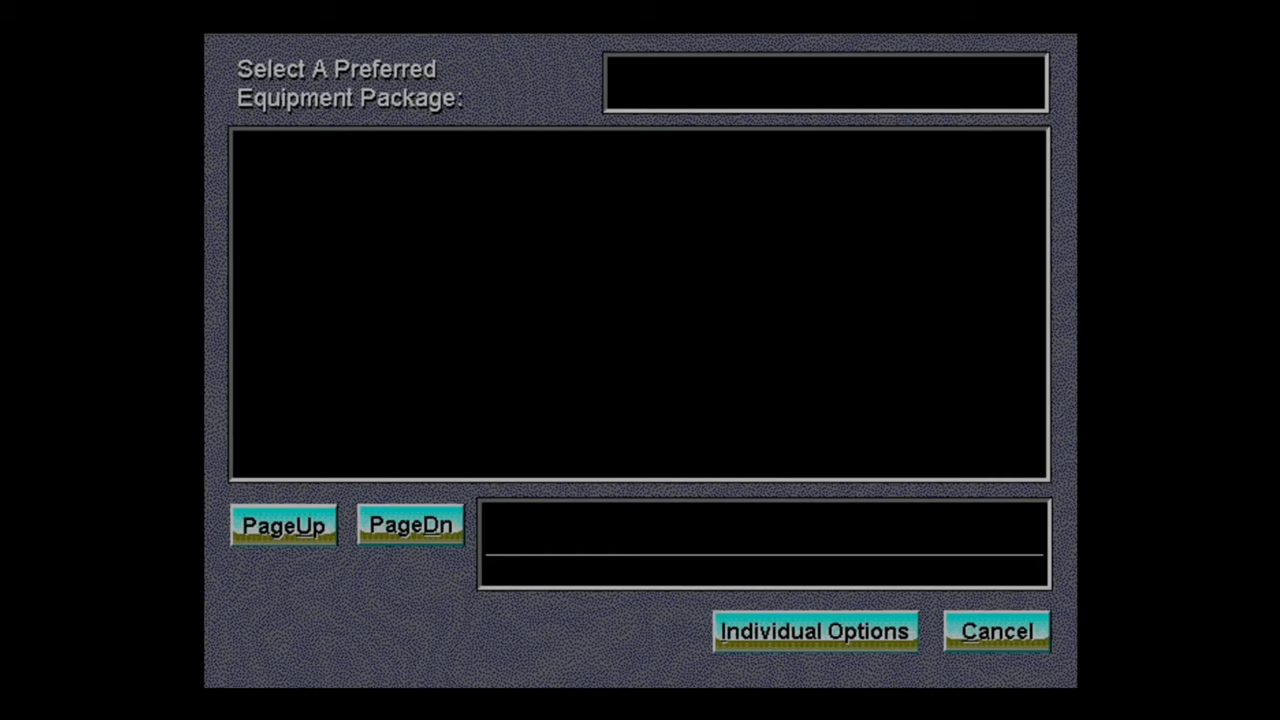 Select A Preferred
Equipment Package:
PageUp
PageDn
Individual Options
Cancel